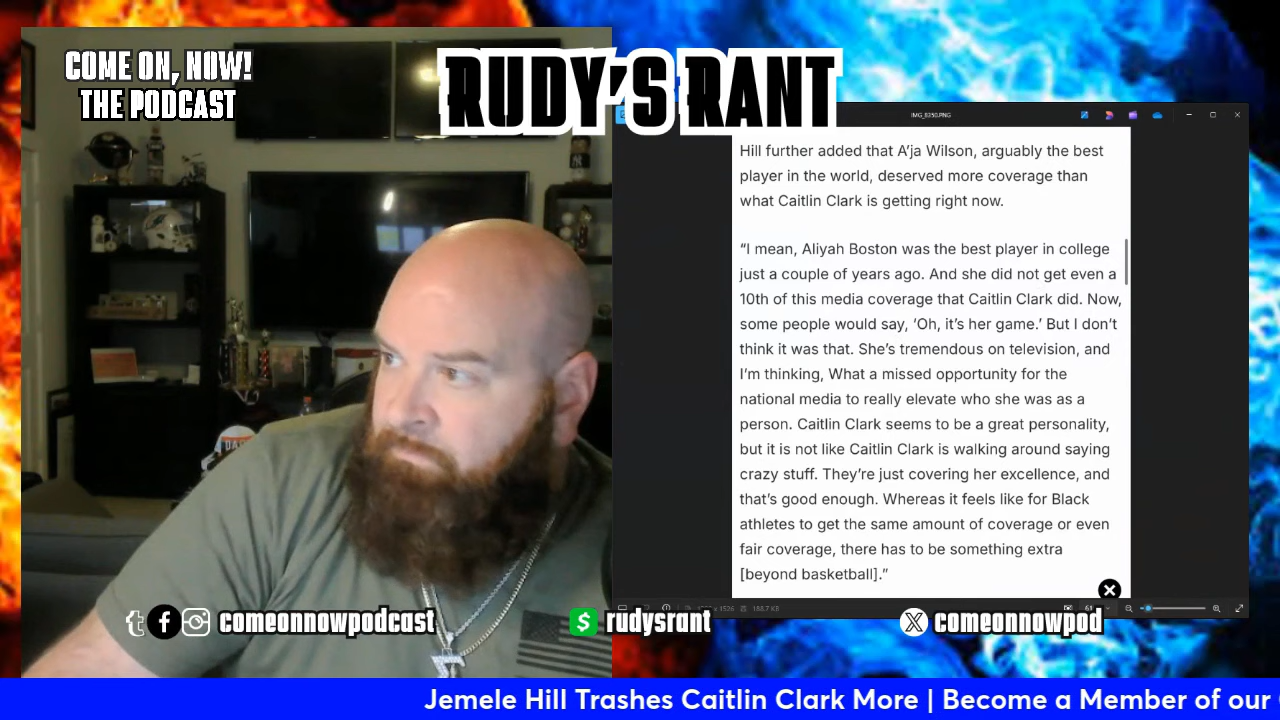 COME ON, NOW!
THE PODCAST
RUDY'S RANT
IMG_8350.PNG
Hill further added that A'ja Wilson, arguably the best
player in the world, deserved more coverage than
what Caitlin Clark is getting right now.
“I mean, Aliyah Boston was the best player in college
just a couple of years ago. And she did not get even a
10th of this media coverage that Caitlin Clark did. Now,
some people would say, ‘Oh, it’s her game.’ But I don’t
think it was that. She’s tremendous on television, and
I’m thinking, What a missed opportunity for the
national media to really elevate who she was as a
person. Caitlin Clark seems to be a great personality,
but it is not like Caitlin Clark is walking around saying
crazy stuff. They’re just covering her excellence, and
that’s good enough. Whereas it feels like for Black
athletes to get the same amount of coverage or even
fair coverage, there has to be something extra
[beyond basketball].”
188.7 KB
comeonnowpodcast
rudysrant
comeonnowpod
Jemele Hill Trashes Caitlin Clark More | Become a Member of our